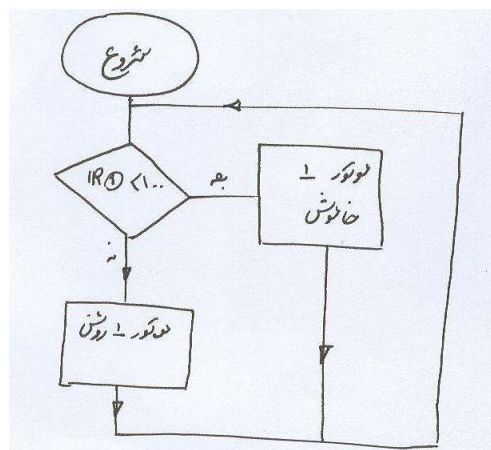 شروع
IR① <۱۰۰
بله
موتور ۱
خاموش
نه
موتور ۱ روشن